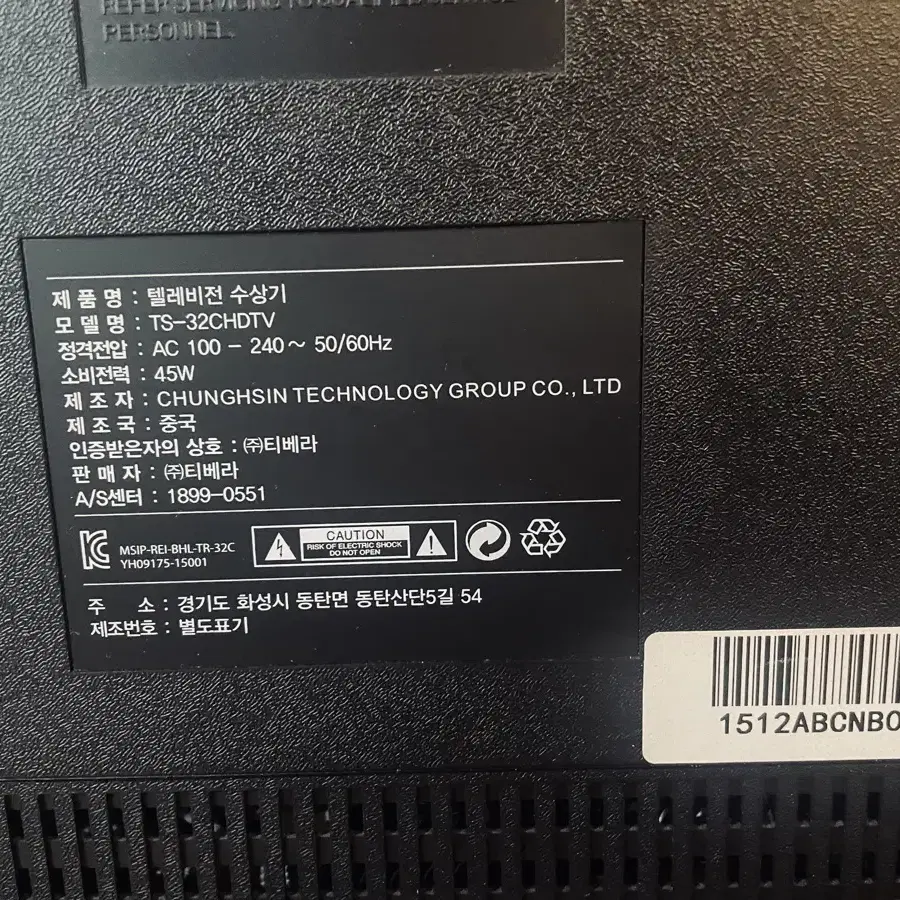 REFER SERVICING TO QUALIFIED SERVICE
PERSONNEL.
제 품 명 : 텔레비전 수상기
모 델 명 : TS-32CHDTV
정격전압 : AC 100 - 240~ 50/60Hz
소비전력 : 45W
제 조 자 : CHUNGHSIN TECHNOLOGY GROUP CO., LTD
제 조 국 : 중국
인증받은자의 상호 : ㈜티베라
판 매 자 : ㈜티베라
A/S센터 : 1899-0551
MSIP-REI-BHL-TR-32C
YH09175-15001
CAUTION
RISK OF ELECTRIC SHOCK
DO NOT OPEN
주 소 : 경기도 화성시 동탄면 동탄산단5길 54
제조번호 : 별도표기
1512ABCNB0